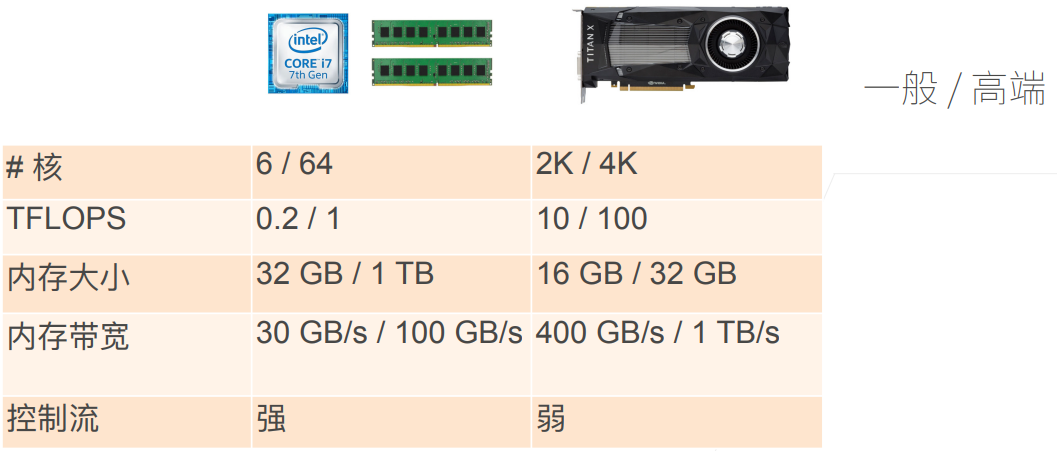 intel
CORE i7
7th Gen
TITAN X
一般 / 高端
# 核 6 / 64 2K / 4K
TFLOPS 0.2 / 1 10 / 100
内存大小 32 GB / 1 TB 16 GB / 32 GB
内存带宽 30 GB/s / 100 GB/s 400 GB/s / 1 TB/s
控制流 强 弱